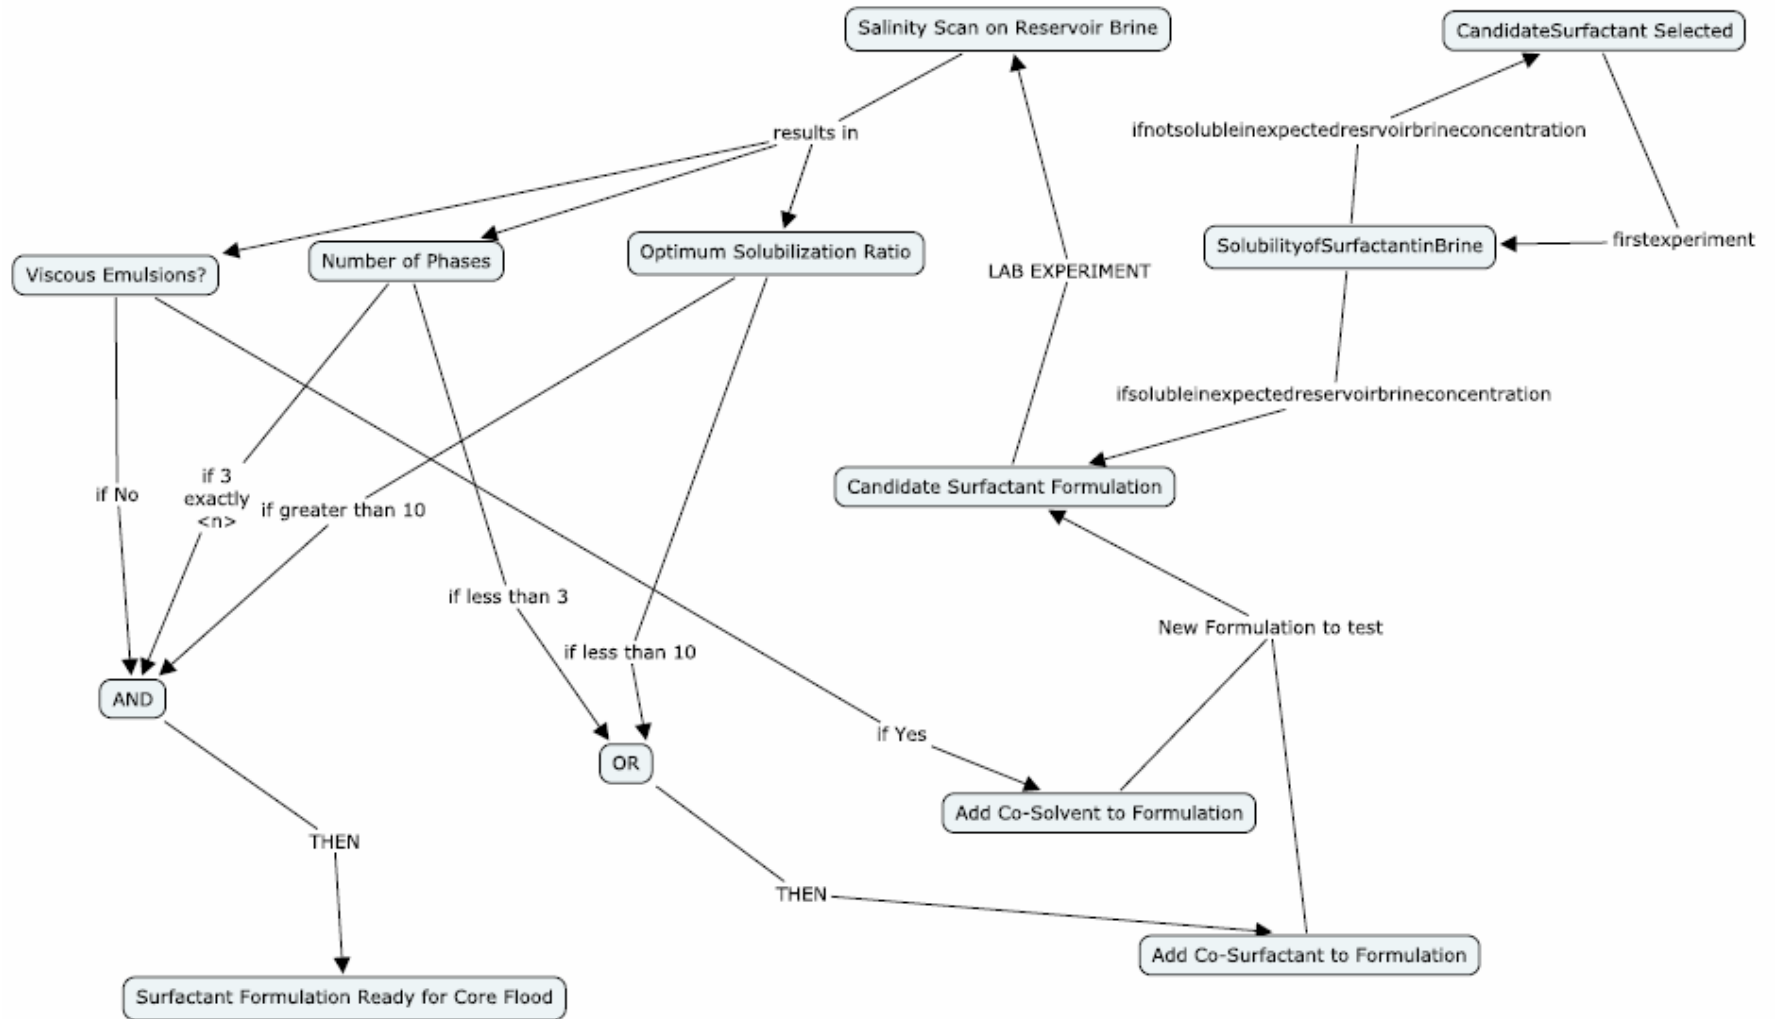 Salinity Scan on Reservoir Brine
CandidateSurfactant Selected
results in
ifnotsolubleinexpectedresrvoirbrineconcentration
Viscous Emulsions?
Number of Phases
Optimum Solubilization Ratio
LAB EXPERIMENT
SolubilityofSurfactantinBrine
firstexperiment
ifsolubleinexpectedreservoirbrineconcentration
if No
if 3
exactly
<n>
if greater than 10
Candidate Surfactant Formulation
if less than 3
if less than 10
New Formulation to test
AND
OR
if Yes
Add Co-Solvent to Formulation
THEN
THEN
Add Co-Surfactant to Formulation
Surfactant Formulation Ready for Core Flood